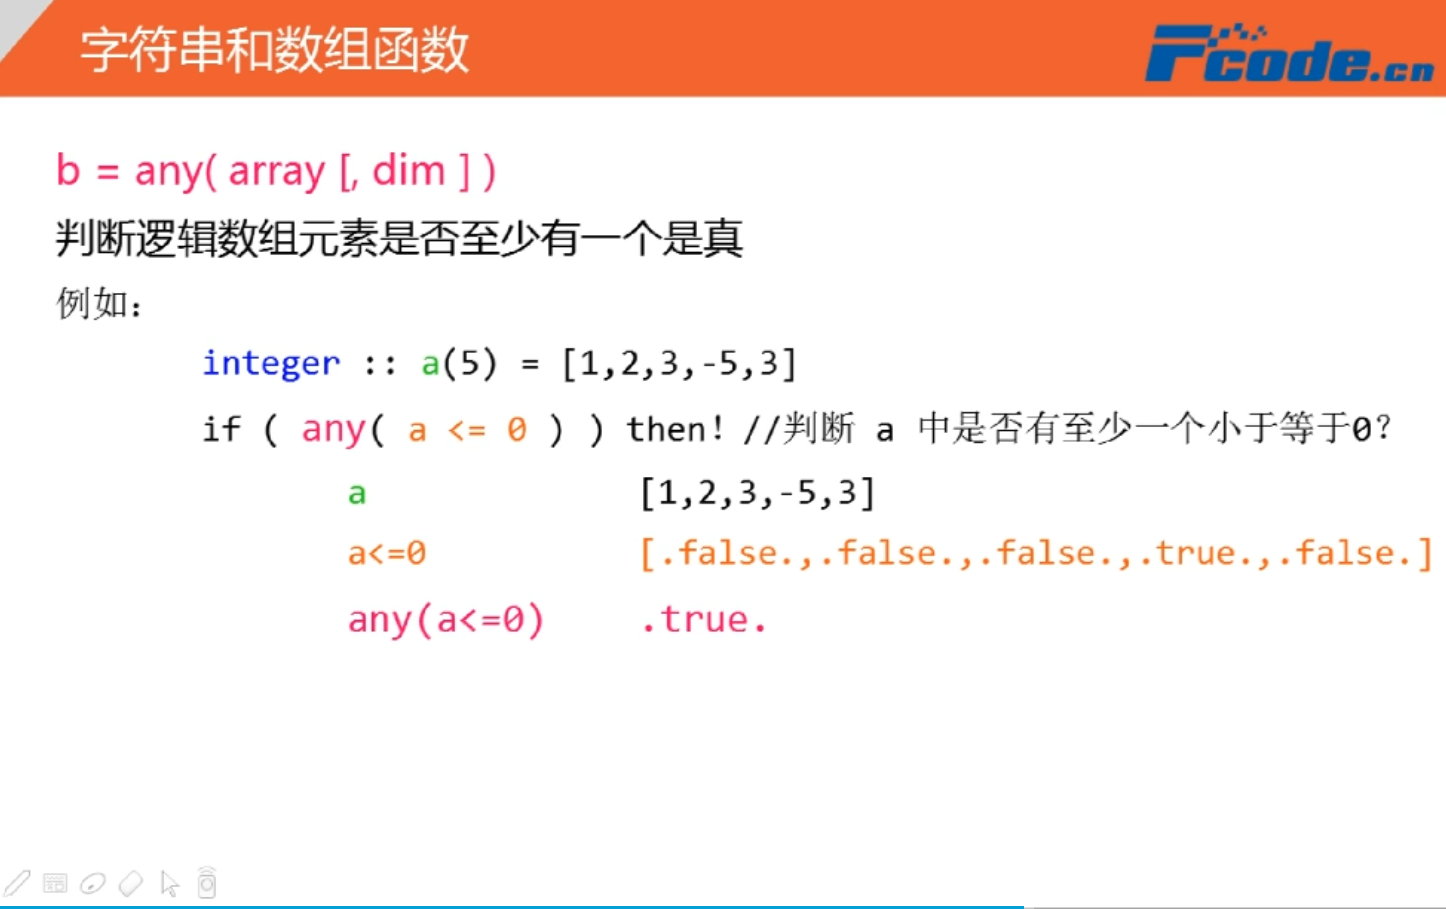 字符串和数组函数
Fcode.cn
b = any( array [, dim ] )
判断逻辑数组元素是否至少有一个是真
例如：
integer :: a(5) = [1,2,3,-5,3]
if ( any( a <= 0 ) ) then! //判断 a 中是否有至少一个小于等于0?
a [1,2,3,-5,3]
a<=0 [.false.,.false.,.false.,.true.,.false.]
any(a<=0) .true.